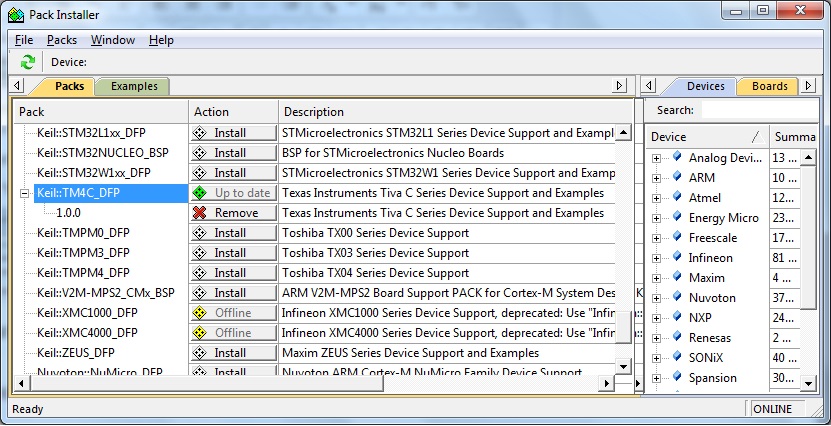 Pack Installer
File Packs Window Help
Device:
Packs Examples Devices Boards
Search:
Pack Action Description Device Summa
Keil::STM32L1xx_DFP Install STMicroelectronics STM32L1 Series Device Support and Exampl
Keil::STM32NUCLEO_BSP Install BSP for STMicroelectronics Nucleo Boards
Keil::STM32W1xx_DFP Install STMicroelectronics STM32W1 Series Device Support and Exampl
Keil::TM4C_DFP Up to date Texas Instruments Tiva C Series Device Support and Examples
1.0.0 Remove Texas Instruments Tiva C Series Device Support and Examples
Keil::TMPM0_DFP Install Toshiba TX00 Series Device Support
Keil::TMPM3_DFP Install Toshiba TX03 Series Device Support
Keil::TMPM4_DFP Install Toshiba TX04 Series Device Support
Keil::V2M-MPS2_CMx_BSP Install ARM V2M-MPS2 Board Support PACK for Cortex-M System Des
Keil::XMC1000_DFP Offline Infineon XMC1000 Series Device Support, deprecated: Use "Infin
Keil::XMC4000_DFP Offline Infineon XMC4000 Series Device Support, deprecated: Use "Infin
Keil::ZEUS_DFP Install Maxim ZEUS Series Device Support and Examples
Nuvoton::NuMicro_DFP Install Nuvoton ARM Cortex-M NuMicro Family Device Support
Analog Devi... 13 ...
ARM 10 ...
Atmel 12...
Energy Micro 23...
Freescale 17...
Infineon 81 ...
Maxim 4 ...
Nuvoton 37...
NXP 24...
Renesas 2 ...
SONiX 40 ...
Spansion 30...
Ready ONLINE